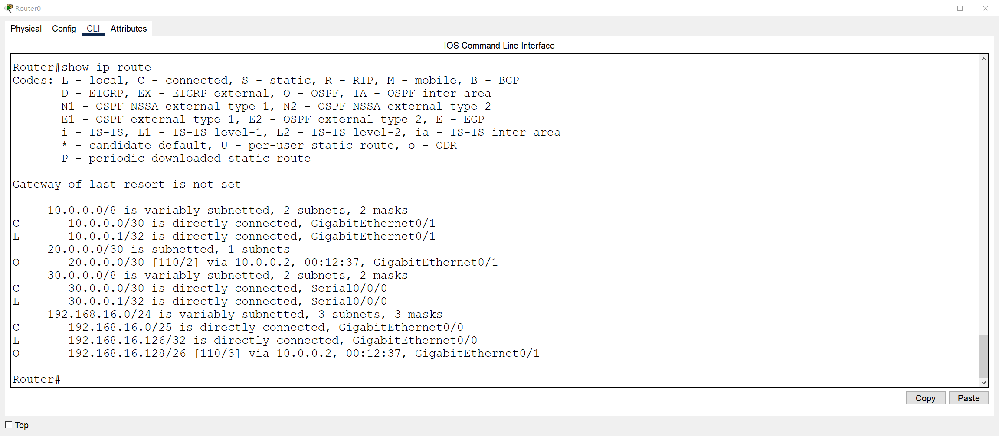 Router0
Physical Config CLI Attributes
IOS Command Line Interface
Router#show ip route
Codes: L - local, C - connected, S - static, R - RIP, M - mobile, B - BGP
D - EIGRP, EX - EIGRP external, O - OSPF, IA - OSPF inter area
N1 - OSPF NSSA external type 1, N2 - OSPF NSSA external type 2
E1 - OSPF external type 1, E2 - OSPF external type 2, E - EGP
i - IS-IS, L1 - IS-IS level-1, L2 - IS-IS level-2, ia - IS-IS inter area
* - candidate default, U - per-user static route, o - ODR
P - periodic downloaded static route
Gateway of last resort is not set
10.0.0.0/8 is variably subnetted, 2 subnets, 2 masks
C 10.0.0.0/30 is directly connected, GigabitEthernet0/1
L 10.0.0.1/32 is directly connected, GigabitEthernet0/1
20.0.0.0/30 is subnetted, 1 subnets
O 20.0.0.0/30 [110/2] via 10.0.0.2, 00:12:37, GigabitEthernet0/1
30.0.0.0/8 is variably subnetted, 2 subnets, 2 masks
C 30.0.0.0/30 is directly connected, Serial0/0/0
L 30.0.0.1/32 is directly connected, Serial0/0/0
192.168.16.0/24 is variably subnetted, 3 subnets, 3 masks
C 192.168.16.0/25 is directly connected, GigabitEthernet0/0
L 192.168.16.126/32 is directly connected, GigabitEthernet0/0
O 192.168.16.128/26 [110/3] via 10.0.0.2, 00:12:37, GigabitEthernet0/1
Router#
Copy Paste
Top